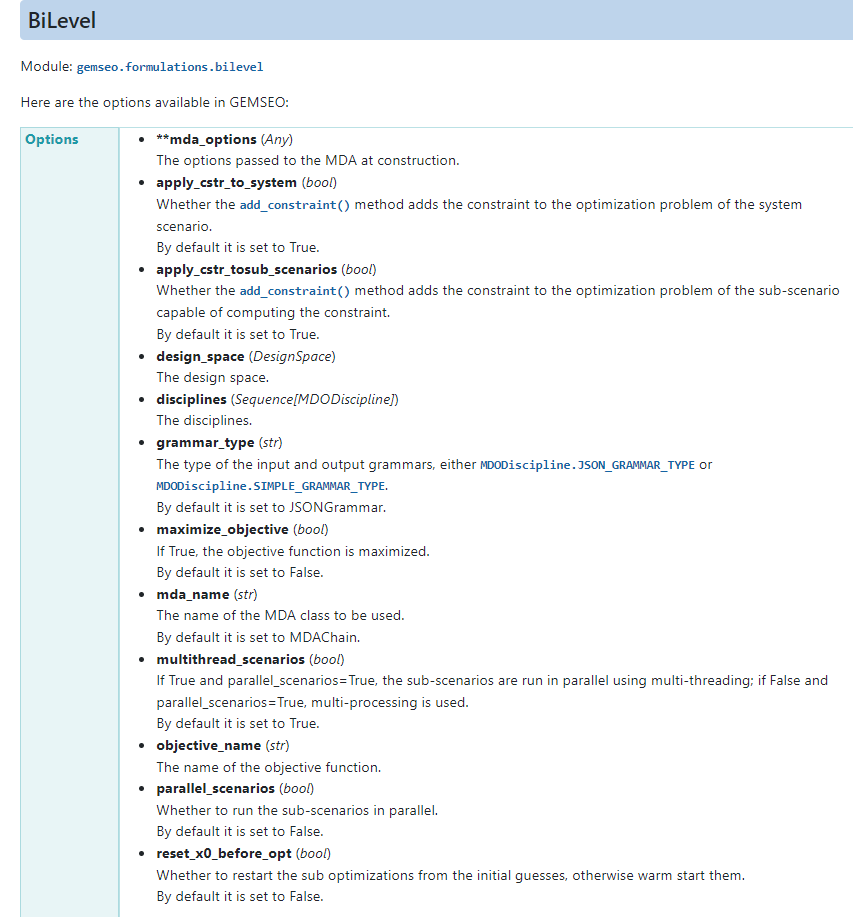 BiLevel
Module: gemseo.formulations.bilevel
Here are the options available in GEMSEO:
Options
• **mda_options (Any)
The options passed to the MDA at construction.
• apply_cstr_to_system (bool)
Whether the add_constraint() method adds the constraint to the optimization problem of the system
scenario.
By default it is set to True.
• apply_cstr_tosub_scenarios (bool)
Whether the add_constraint() method adds the constraint to the optimization problem of the sub-scenario
capable of computing the constraint.
By default it is set to True.
• design_space (DesignSpace)
The design space.
• disciplines (Sequence[MDODiscipline])
The disciplines.
• grammar_type (str)
The type of the input and output grammars, either MDODiscipline.JSON_GRAMMAR_TYPE or
MDODiscipline.SIMPLE_GRAMMAR_TYPE.
By default it is set to JSONGrammar.
• maximize_objective (bool)
If True, the objective function is maximized.
By default it is set to False.
• mda_name (str)
The name of the MDA class to be used.
By default it is set to MDAChain.
• multithread_scenarios (bool)
If True and parallel_scenarios=True, the sub-scenarios are run in parallel using multi-threading; if False and
parallel_scenarios=True, multi-processing is used.
By default it is set to True.
• objective_name (str)
The name of the objective function.
• parallel_scenarios (bool)
Whether to run the sub-scenarios in parallel.
By default it is set to False.
• reset_x0_before_opt (bool)
Whether to restart the sub optimizations from the initial guesses, otherwise warm start them.
By default it is set to False.